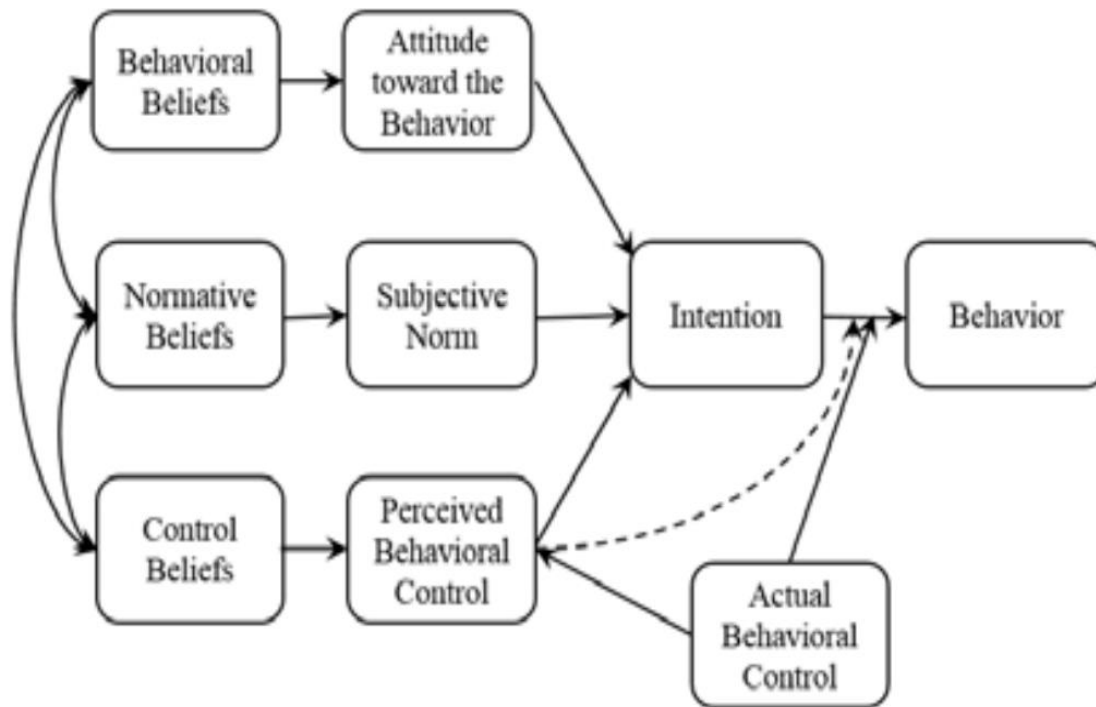 Behavioral
Beliefs
Attitude
toward the
Behavior
Normative
Beliefs
Subjective
Norm
Intention
Behavior
Control
Beliefs
Perceived
Behavioral
Control
Actual
Behavioral
Control